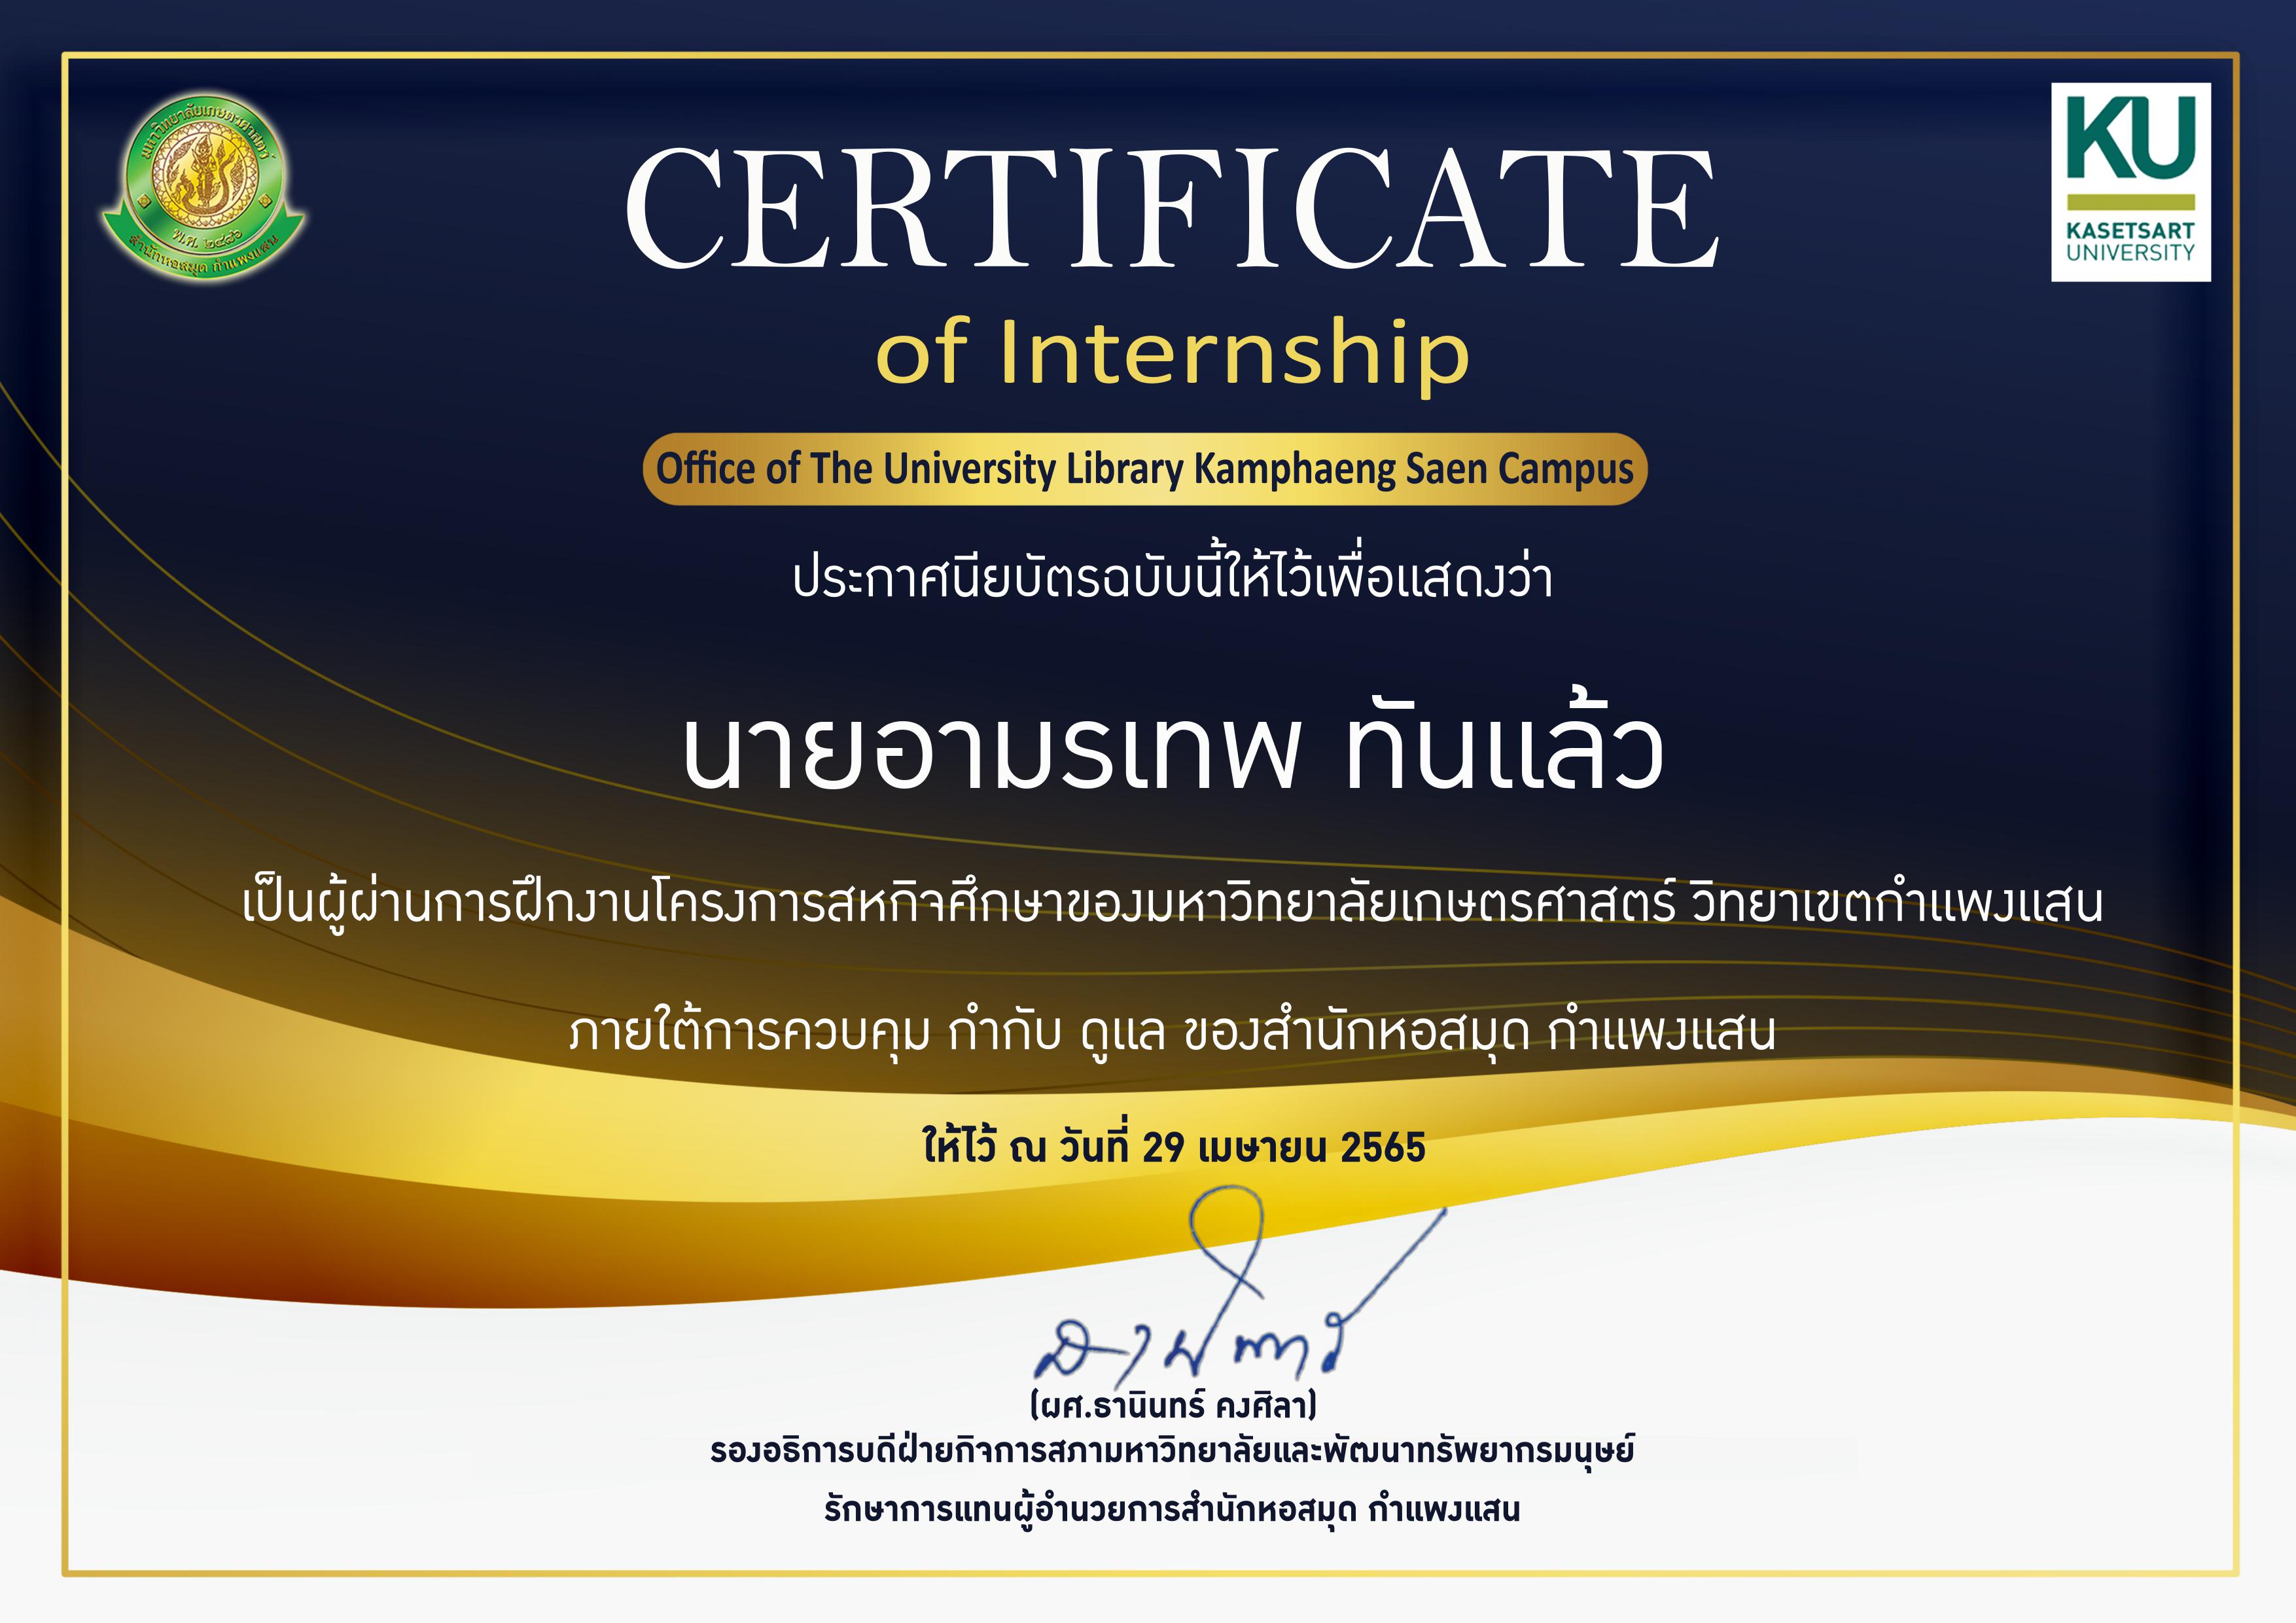 มหาวิทยาลัยเกษตรศาสตร์
พ.ศ. ๒๔๘๖
สำนักหอสมุด กำแพงแสน
KU
KASETSART
UNIVERSITY
CERTIFICATE
of Internship
Office of The University Library Kamphaeng Saen Campus
ประกาศนียบัตรฉบับนี้ให้ไว้เพื่อแสดงว่า
นายอามรเทพ ทันแล้ว
เป็นผู้ผ่านการฝึกงานโครงการสหกิจศึกษาของมหาวิทยาลัยเกษตรศาสตร์ วิทยาเขตกำแพงแสน
ภายใต้การควบคุม กำกับ ดูแล ของสำนักหอสมุด กำแพงแสน
ให้ไว้ ณ วันที่ 29 เมษายน 2565
(ผศ.ธานินทร์ คงศิลา)
รองอธิการบดีฝ่ายกิจการสภามหาวิทยาลัยและพัฒนาทรัพยากรมนุษย์
รักษาการแทนผู้อำนวยการสำนักหอสมุด กำแพงแสน